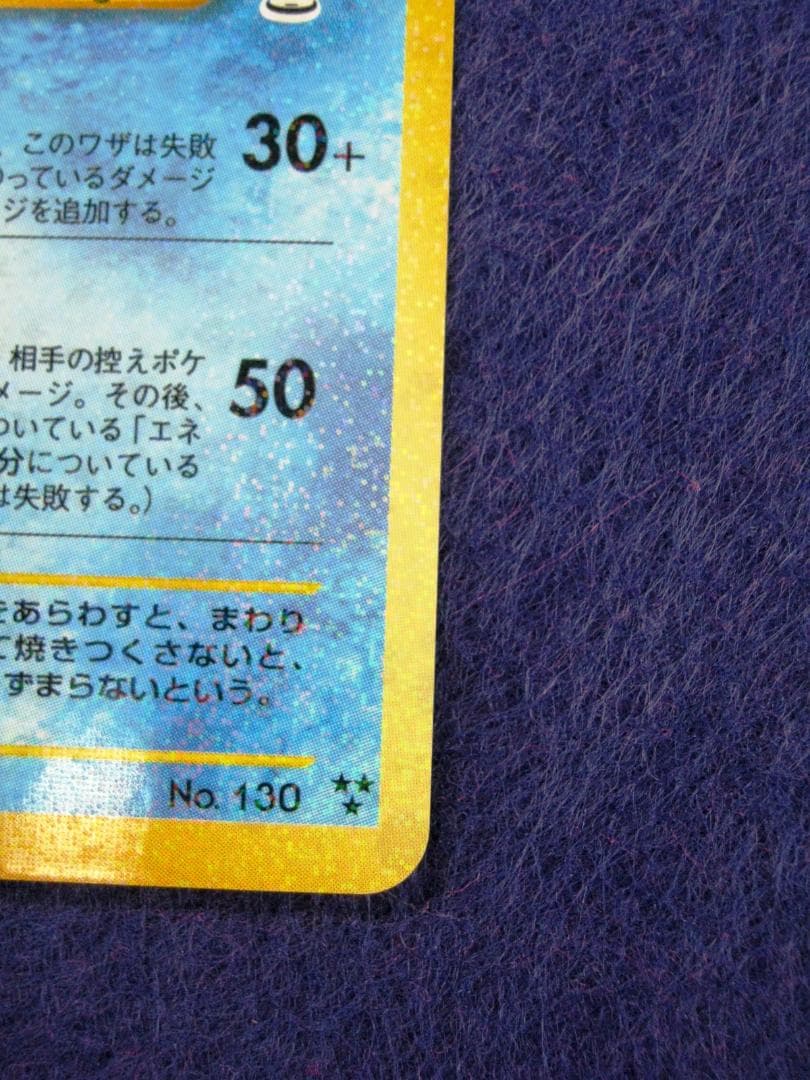 、このワザは失敗 30+
っているダメージ
ジを追加する。
相手の控えポケ
メージ。その後、 50
ついている「エネ
分についている
は失敗する。)
をあらわすと、まわり
て焼きつくさないと、
ずまらないという。
No. 130 ★★★